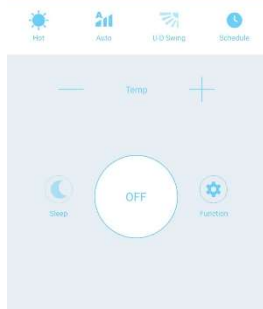 Hot
A
Auto
U-D Swing
Schedule
Temp
Sleep
OFF
Function